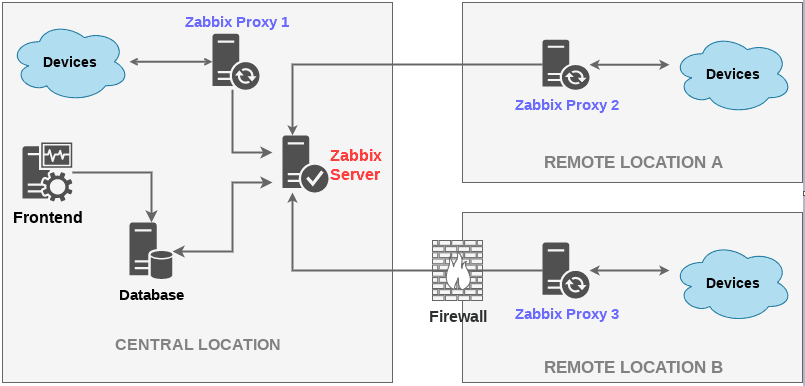 Zabbix Proxy 1
Devices
Zabbix
Server
Frontend
Database
CENTRAL LOCATION
Zabbix Proxy 2
Devices
REMOTE LOCATION A
Firewall
Zabbix Proxy 3
Devices
REMOTE LOCATION B